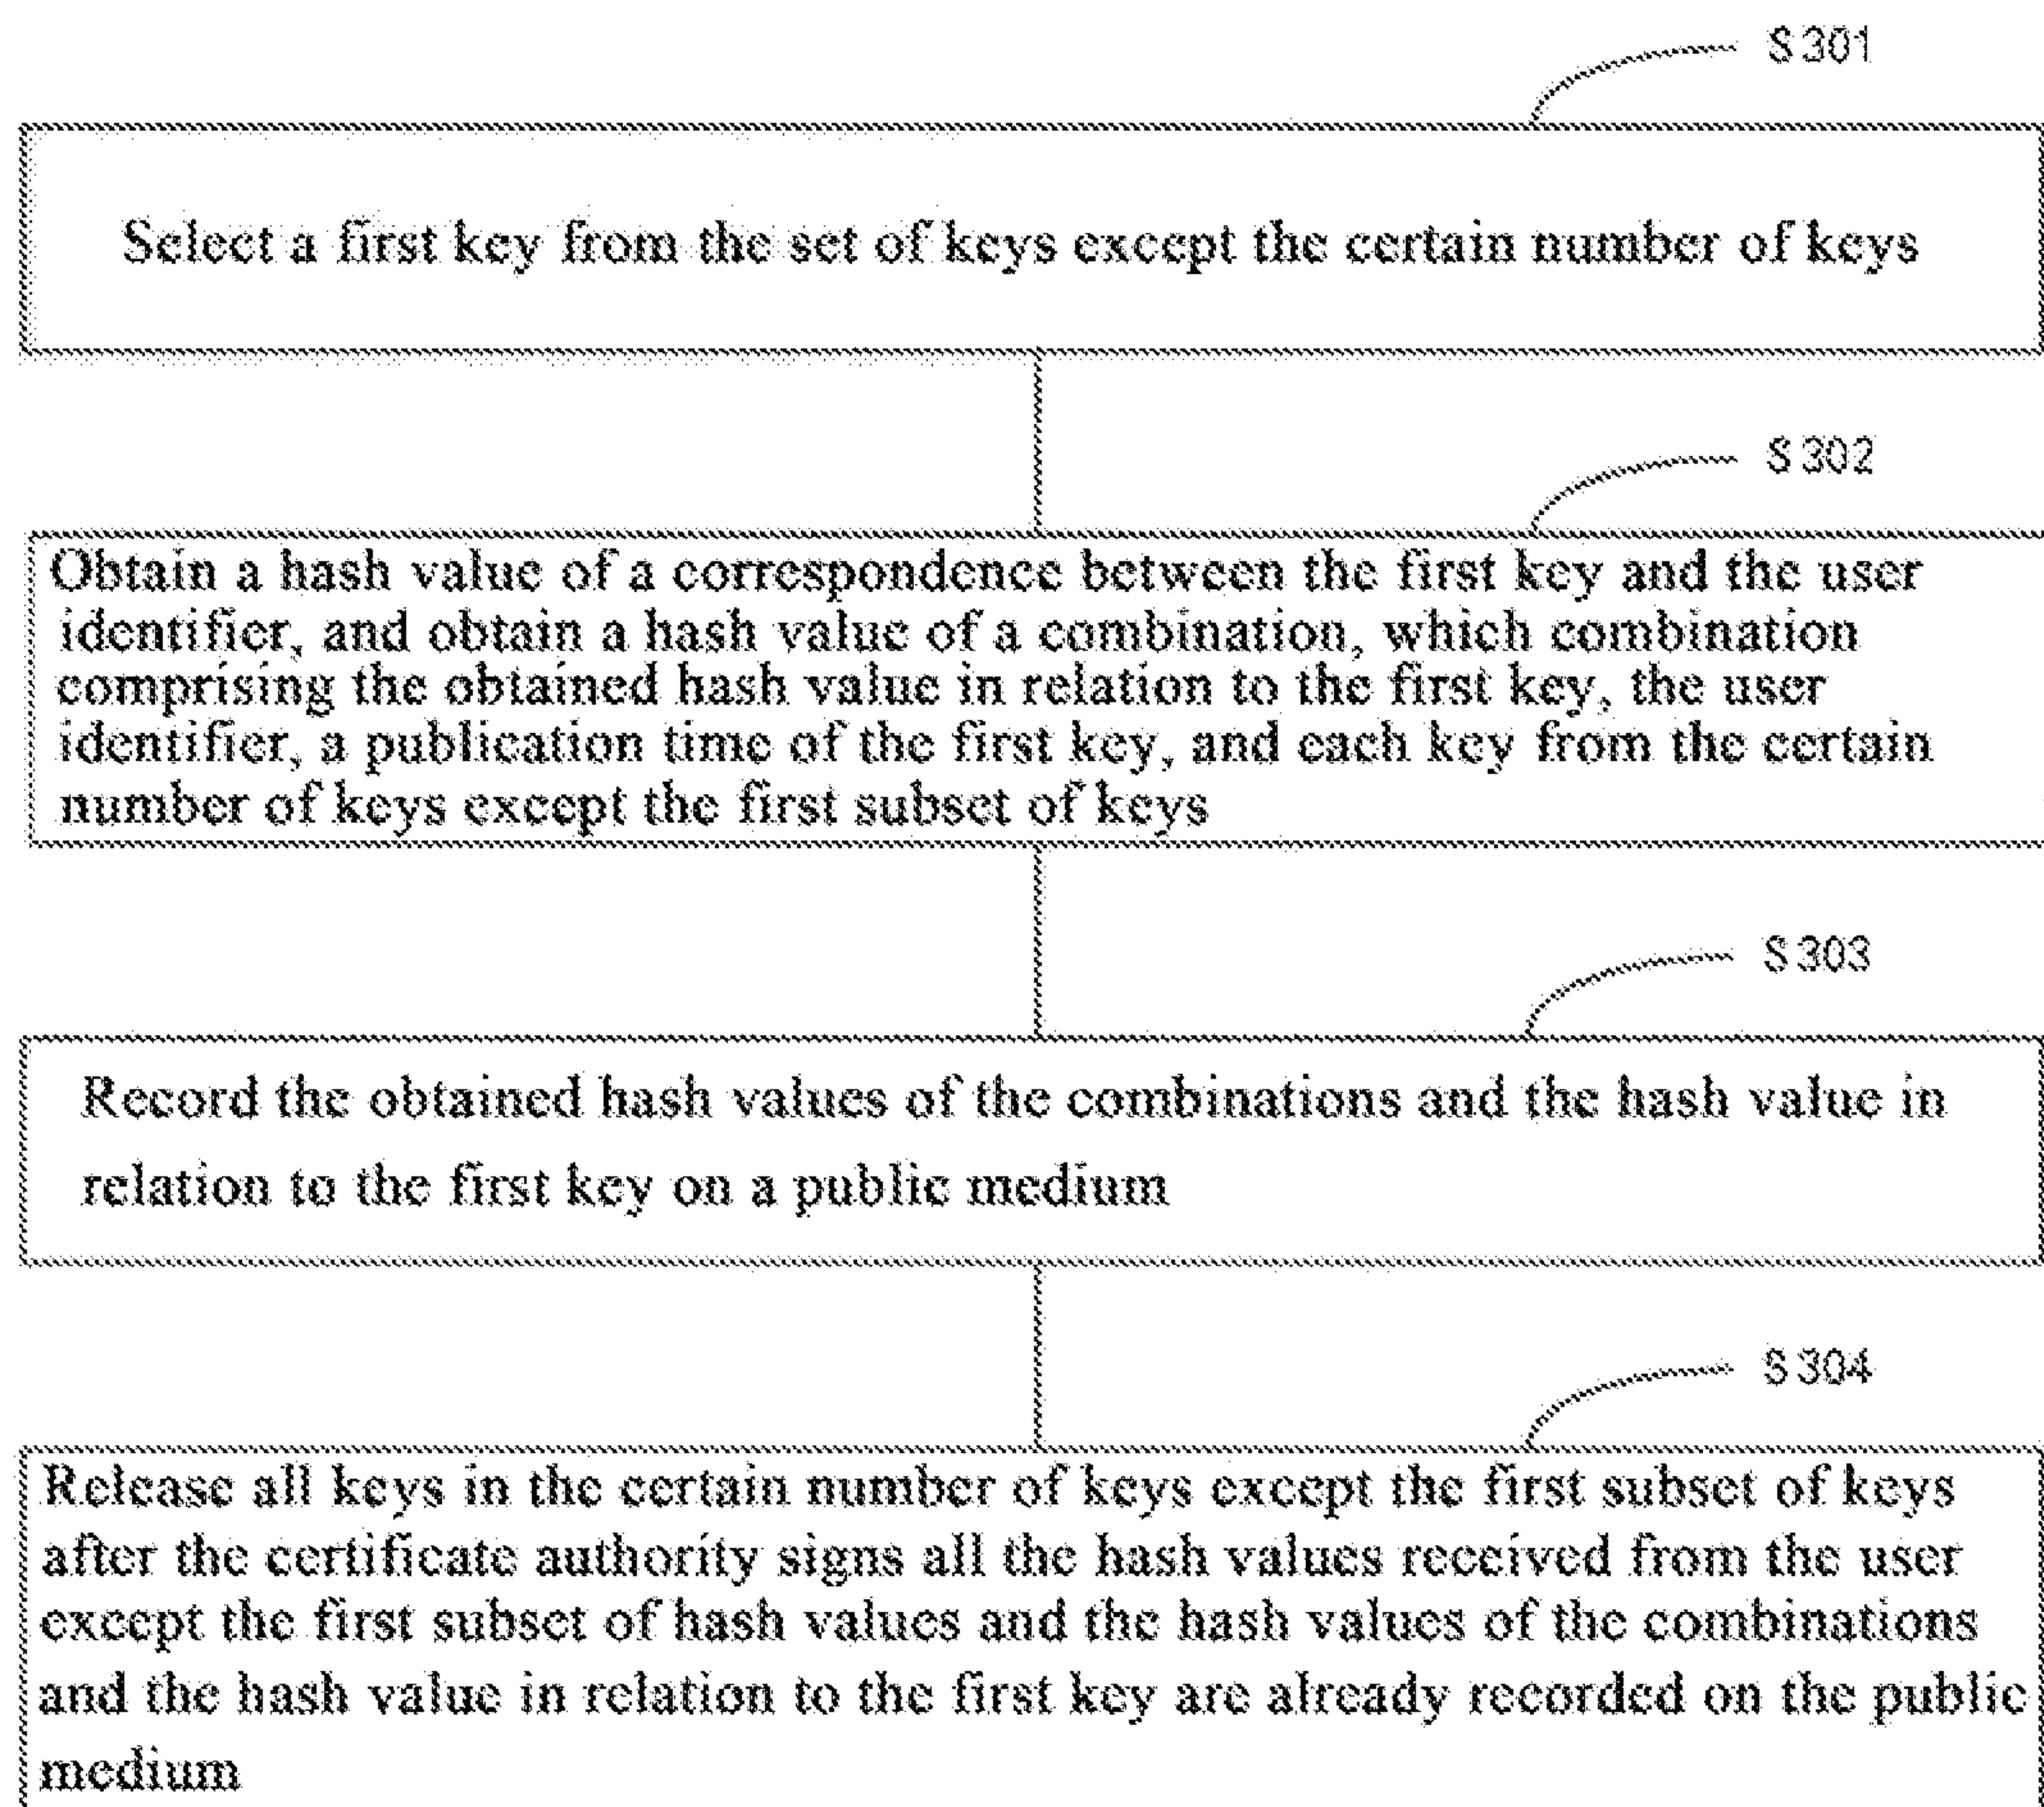 S301
Select a first key from the set of keys except the certain number of keys
S302
Obtain a hash value of a correspondence between the first key and the user
identifier, and obtain a hash value of a combination, which combination
comprising the obtained hash value in relation to the first key, the user
identifier, a publication time of the first key, and each key from the certain
number of keys except the first subset of keys
S303
Record the obtained hash values of the combinations and the hash value in
relation to the first key on a public medium
S304
Release all keys in the certain number of keys except the first subset of keys
after the certificate authority signs all the hash values received from the user
except the first subset of hash values and the hash values of the combinations
and the hash value in relation to the first key are already recorded on the public
medium